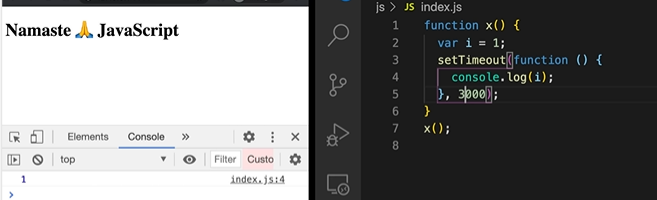 Namaste 🙏 JavaScript
Elements Console »
top Filter Custo
1 index.js:4
>
js > index.js
1 function x() {
2 var i = 1;
3 setTimeout(function () {
4 console.log(i);
5 }, 3000);
6 }
7 x();
8